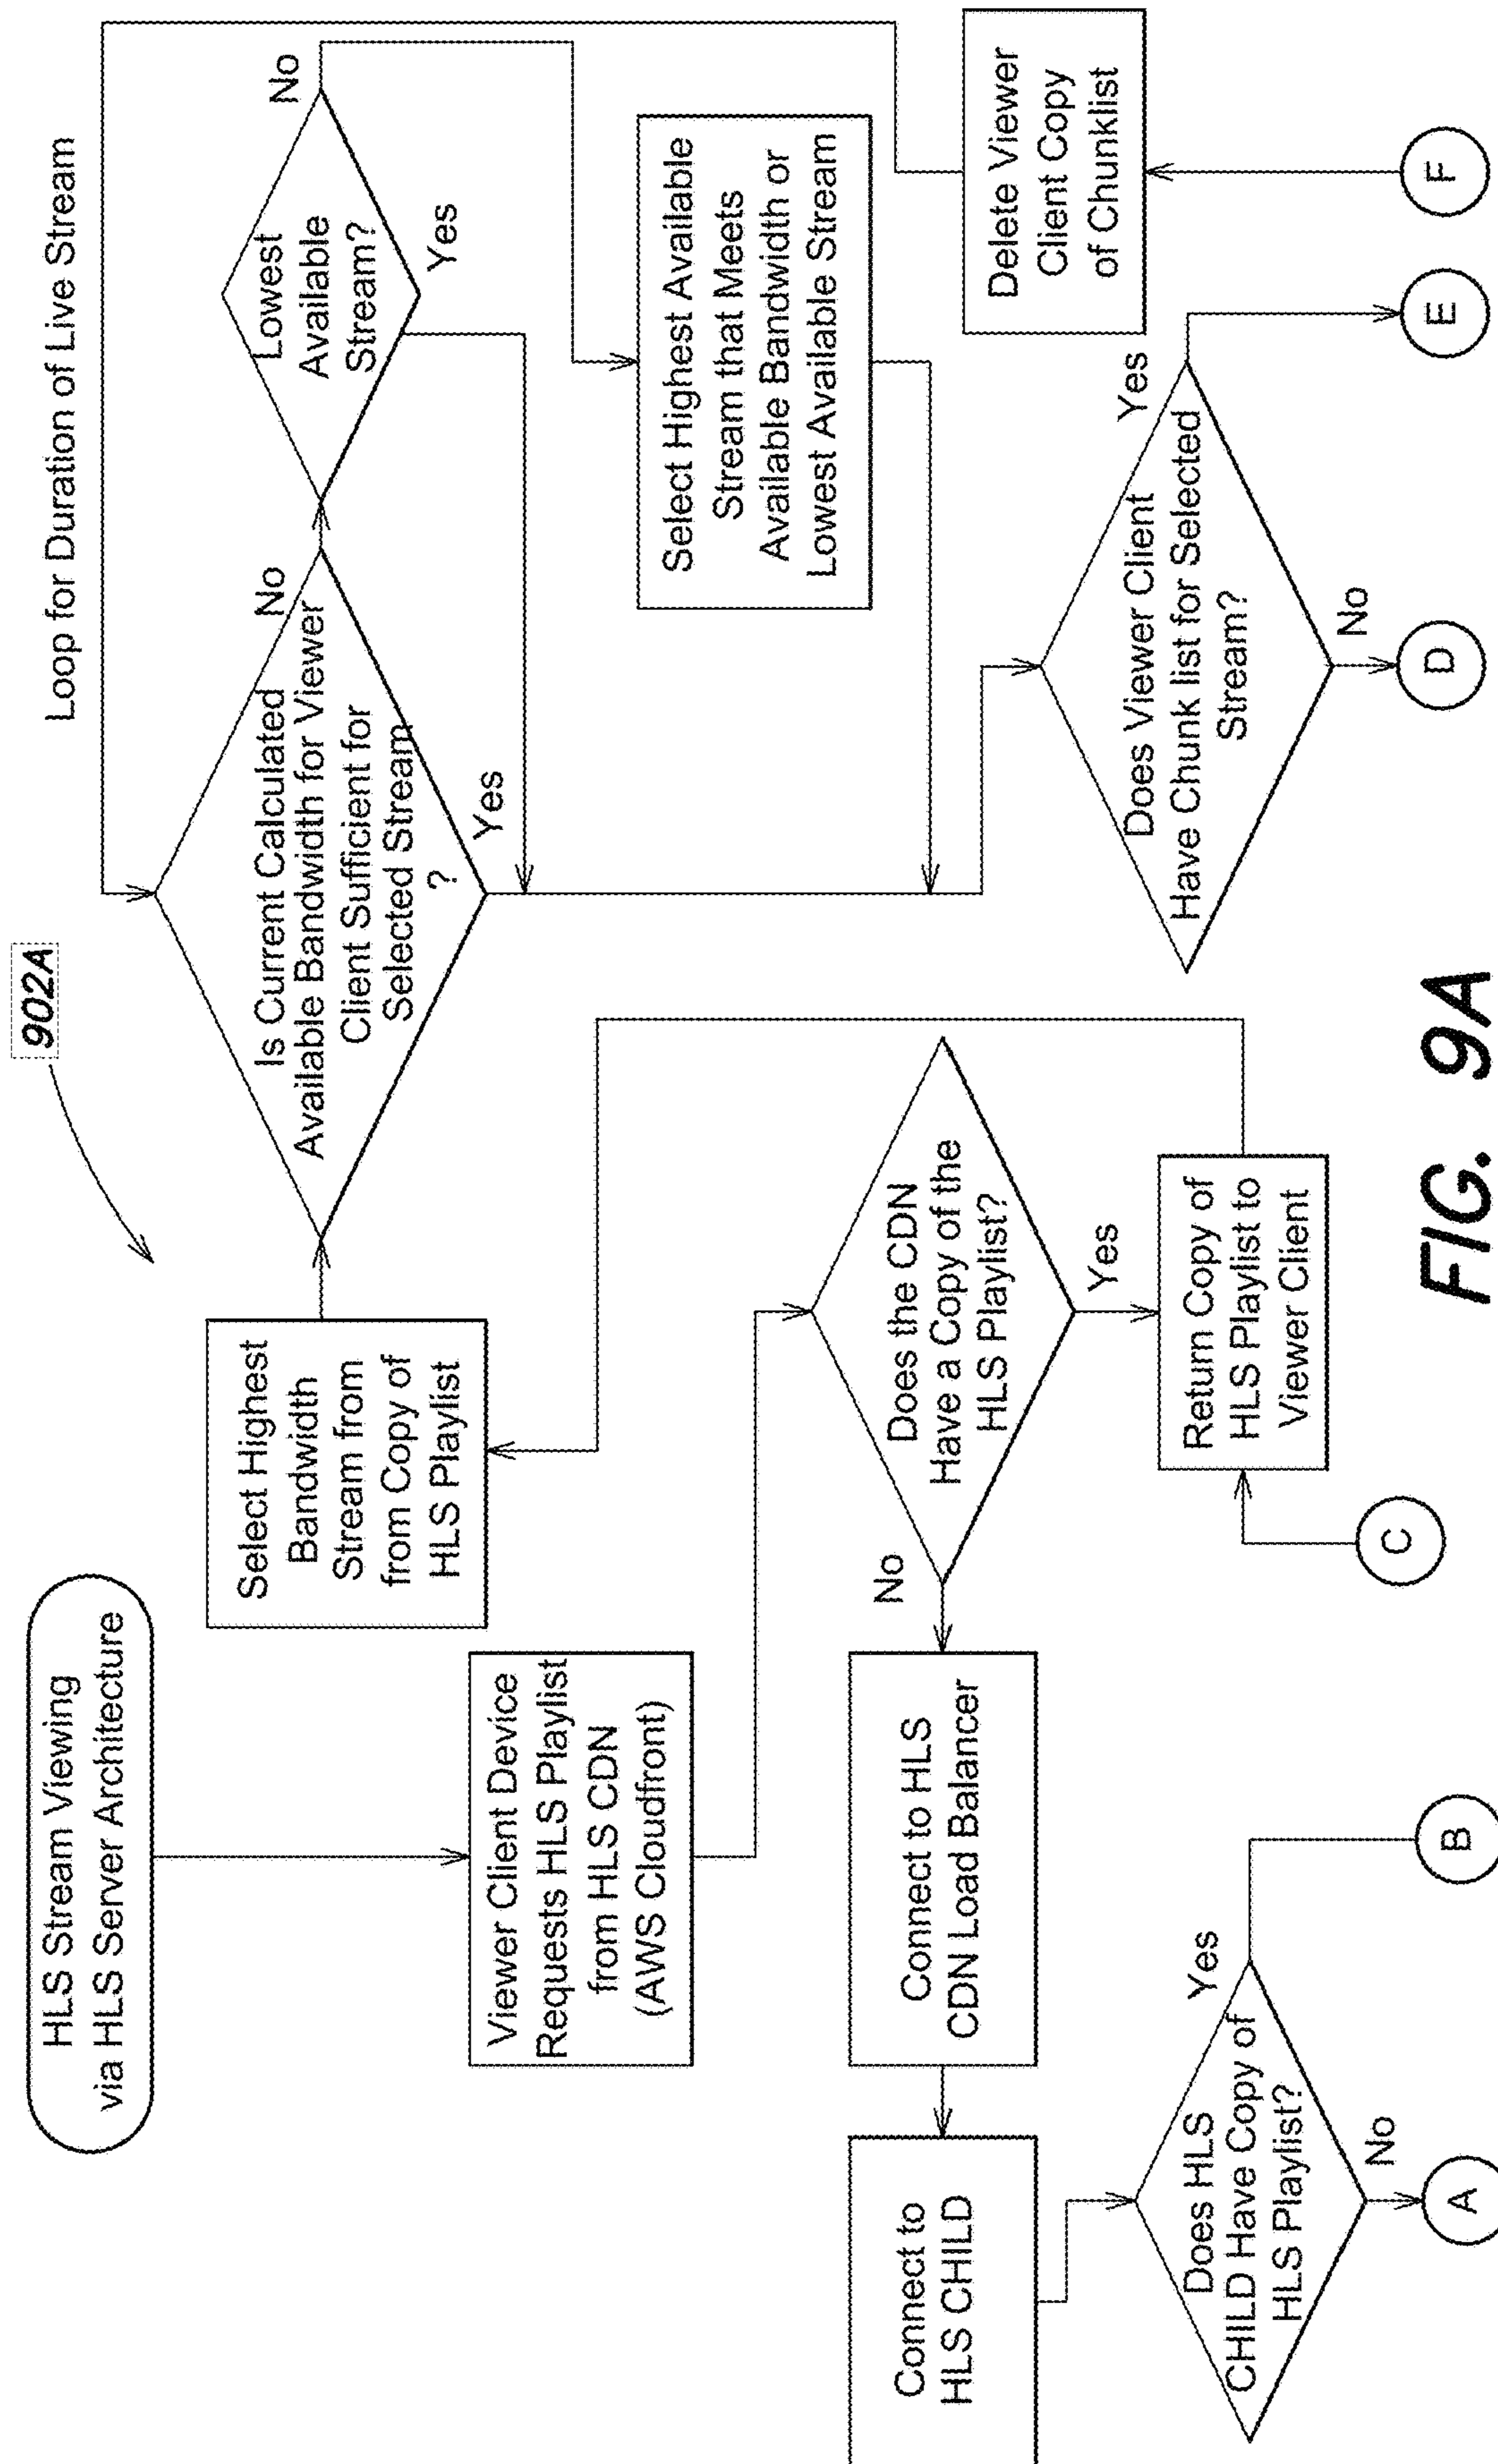 902A
HLS Stream Viewing
via HLS Server Architecture
Loop for Duration of Live Stream
Select Highest
Bandwidth
Stream from
from Copy of
HLS Playlist
Is Current Calculated
Available Bandwidth for Viewer
Client Sufficient for
Selected Stream
?
No
Yes
Lowest
Available
Stream?
No
Yes
Viewer Client Device
Requests HLS Playlist
from HLS CDN
(AWS Cloudfront)
Select Highest Available
Stream that Meets
Available Bandwidth or
Lowest Available Stream
Connect to
HLS CHILD
Connect to HLS
CDN Load Balancer
No
Does the CDN
Have a Copy of the
HLS Playlist?
Yes
Delete Viewer
Client Copy
of Chunklist
Does HLS
CHILD Have Copy of
HLS Playlist?
Yes
No
Return Copy of
HLS Playlist to
Viewer Client
Does Viewer Client
Have Chunk list for Selected
Stream?
Yes
No
A
B
C
D
E
F
FIG. 9A